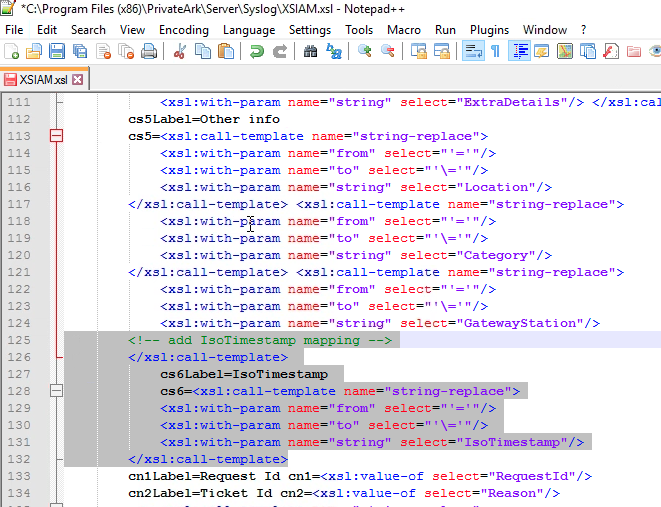 *C:\Program Files (x86)\PrivateArk\Server\Syslog\XSIAM.xsl - Notepad++
File Edit Search View Encoding Language Settings Tools Macro Run Plugins Window ?
XSIAM.xsl
111 <xsl:with-param name="string" select="ExtraDetails"/> </xsl:cal
112 cs5Label=Other info
113 cs5=<xsl:call-template name="string-replace">
114 <xsl:with-param name="from" select="'='"/>
115 <xsl:with-param name="to" select="'\='"/>
116 <xsl:with-param name="string" select="Location"/>
117 </xsl:call-template> <xsl:call-template name="string-replace">
118 <xsl:with-param name="from" select="'='"/>
119 <xsl:with-param name="to" select="'\='"/>
120 <xsl:with-param name="string" select="Category"/>
121 </xsl:call-template> <xsl:call-template name="string-replace">
122 <xsl:with-param name="from" select="'='"/>
123 <xsl:with-param name="to" select="'\='"/>
124 <xsl:with-param name="string" select="GatewayStation"/>
125 <!-- add IsoTimestamp mapping -->
126 </xsl:call-template>
127 cs6Label=IsoTimestamp
128 cs6=<xsl:call-template name="string-replace">
129 <xsl:with-param name="from" select="'='"/>
130 <xsl:with-param name="to" select="'\='"/>
131 <xsl:with-param name="string" select="IsoTimestamp"/>
132 </xsl:call-template>
133 cn1Label=Request Id cn1=<xsl:value-of select="RequestId"/>
134 cn2Label=Ticket Id cn2=<xsl:value-of select="Reason"/>